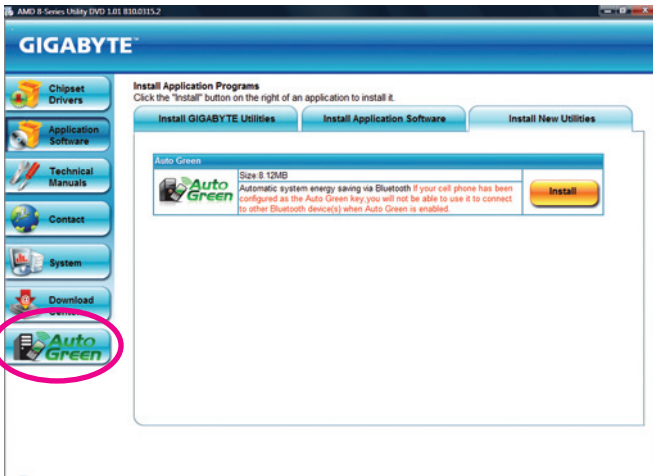 AMD 8-Series Utility DVD 1.01 B10.0315.2
GIGABYTE™
Chipset
Drivers
Application
Software
Technical
Manuals
Contact
System
Download
Center
Auto
Green
Install Application Programs
Click the "Install" button on the right of an application to install it.
Install GIGABYTE Utilities
Install Application Software
Install New Utilities
Auto Green
Auto
Green
Size:8.12MB
Automatic system energy saving via Bluetooth If your cell phone has been
configured as the Auto Green key,you will not be able to use it to connect
to other Bluetooth device(s) when Auto Green is enabled.
Install